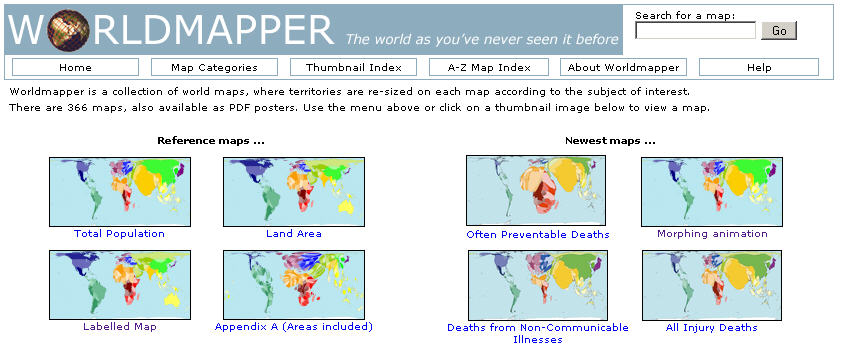 WORLDMAPPER The world as you've never seen it before
Search for a map:
Go
Home Map Categories Thumbnail Index A-Z Map Index About Worldmapper Help
Worldmapper is a collection of world maps, where territories are re-sized on each map according to the subject of interest.
There are 366 maps, also available as PDF posters. Use the menu above or click on a thumbnail image below to view a map.
Reference maps ...
Total Population
Land Area
Labelled Map
Appendix A (Areas included)
Newest maps ...
Often Preventable Deaths
Morphing animation
Deaths from Non-Communicable
Illnesses
All Injury Deaths